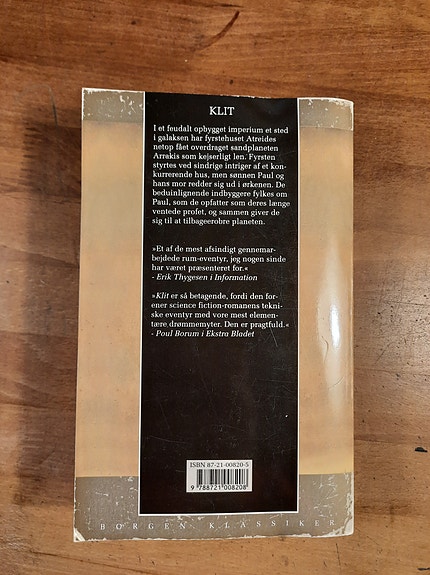 KLIT
I et feudalt opbygget imperium et sted
i galaksen har fyrstehuset Atreides
netop fået overdraget sandplaneten
Arrakis som kejserligt len. Fyrsten
styrtes ved sindrige intriger af et kon-
kurrerende hus, men sønnen Paul og
hans mor redder sig ud i ørkenen. De
beduinlignende indbyggere fylkes om
Paul, som de opfatter som deres længe
ventede profet, og sammen giver de
sig til at tilbageerobre planeten.
»Et af de mest afsindigt gennemar-
bejdede rum-eventyr, jeg nogen sinde
har været præsenteret for.«
- Erik Thygesen i Information
»Klit er så betagende, fordi den for-
ener science fiction-romanens tekni-
ske eventyr med vore mest elemen-
tære drømmemyter. Den er pragtfuld.«
- Poul Borum i Ekstra Bladet
ISBN 87-21-00820-5
9 788721 008208
BORGENS KLASSIKER